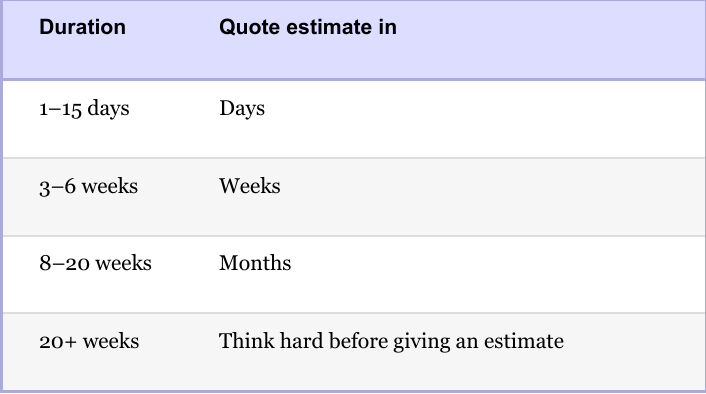 Duration Quote estimate in
1–15 days Days
3–6 weeks Weeks
8–20 weeks Months
20+ weeks Think hard before giving an estimate